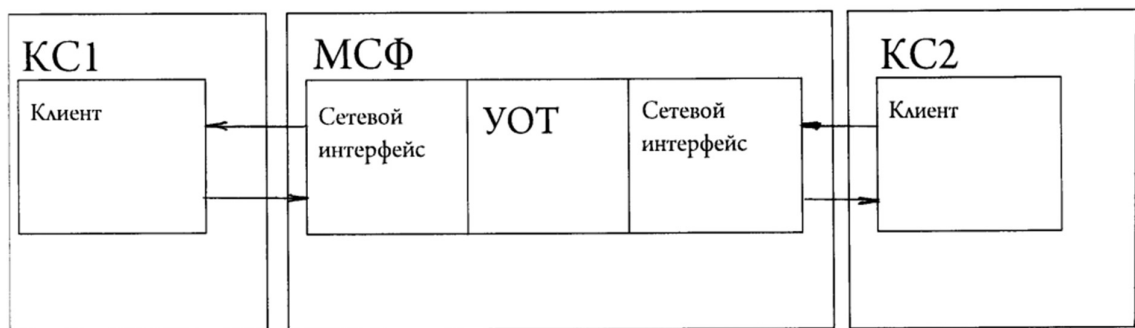 КС1
Клиент
МСФ
Сетевой
интерфейс
УОТ
Сетевой
интерфейс
КС2
Клиент